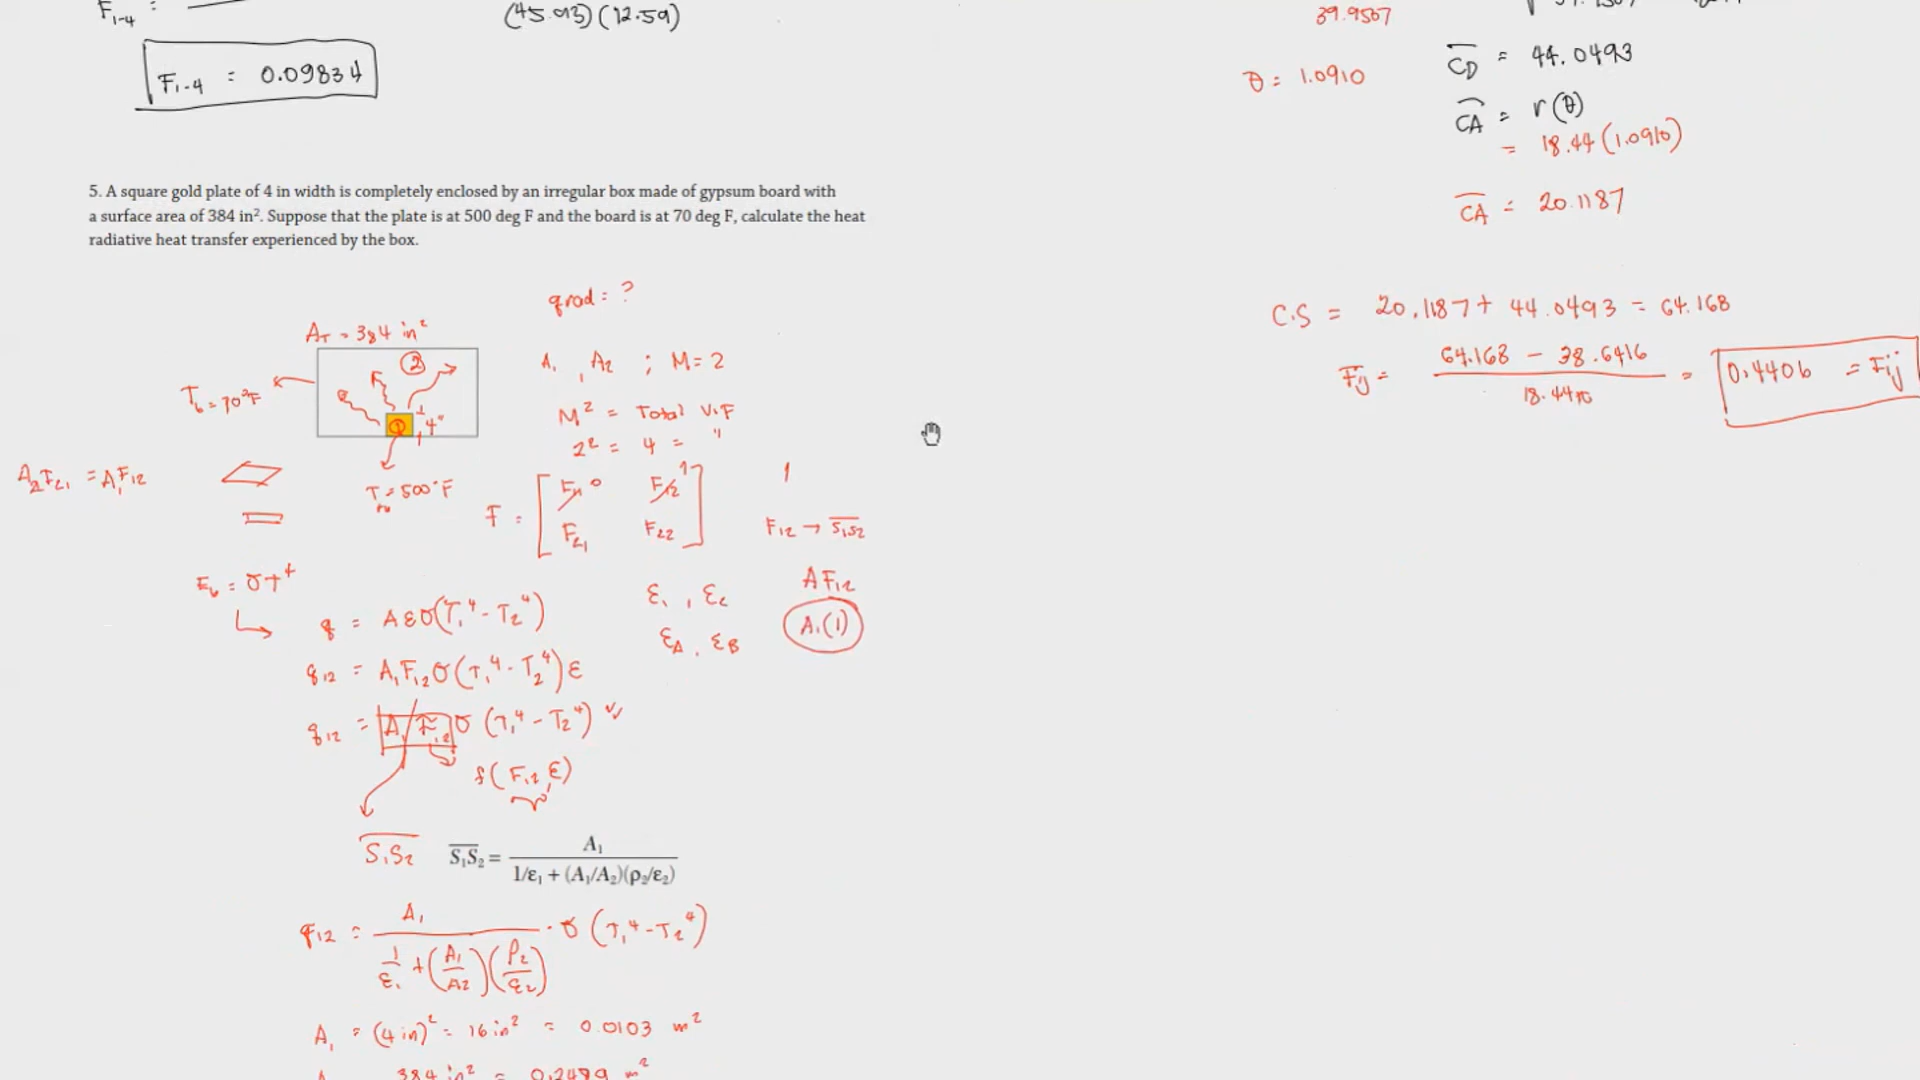 F1-4 =
(45.93)(12.59)
F1-4 = 0.09834
39.9567
θ = 1.0910
CD = 44.0493
CA = r(θ)
= 18.44(1.0910)
CA = 20.1187
C.S = 20.1187 + 44.0493 = 64.168
Fij = 64.168 - 38.6416 / 18.44π = 0.4406 = Fij
5. A square gold plate of 4 in width is completely enclosed by an irregular box made of gypsum board with
a surface area of 384 in². Suppose that the plate is at 500 deg F and the board is at 70 deg F, calculate the heat
radiative heat transfer experienced by the box.
qrad = ?
AT = 384 in²
A1, A2 ; M = 2
Tb = 70°F
2
1
4"
M² = Total V.F
2² = 4 = "
A2F21 = A1F12
T = 500°F
F = [F11 0 F12 1
F21 F22]
1
F12 → S1S2
Eb = σT⁴
AF12
A1(1)
ε1, ε2
εA, εB
q = Aεσ(T1⁴ - T2⁴)
q12 = A1F12σ(T1⁴ - T2⁴)ε
q12 = A1F12σ(T1⁴ - T2⁴)
f(F12, ε)
S1S2
S1S2 = A1 / 1/ε1 + (A1/A2)(ρ2/ε2)
q12 = A1 / 1/ε1 + (A1/A2)(ρ2/ε2) · σ(T1⁴ - T2⁴)
A1 = (4in)² = 16in² = 0.0103 m²
384 in² = 0.2479 m²